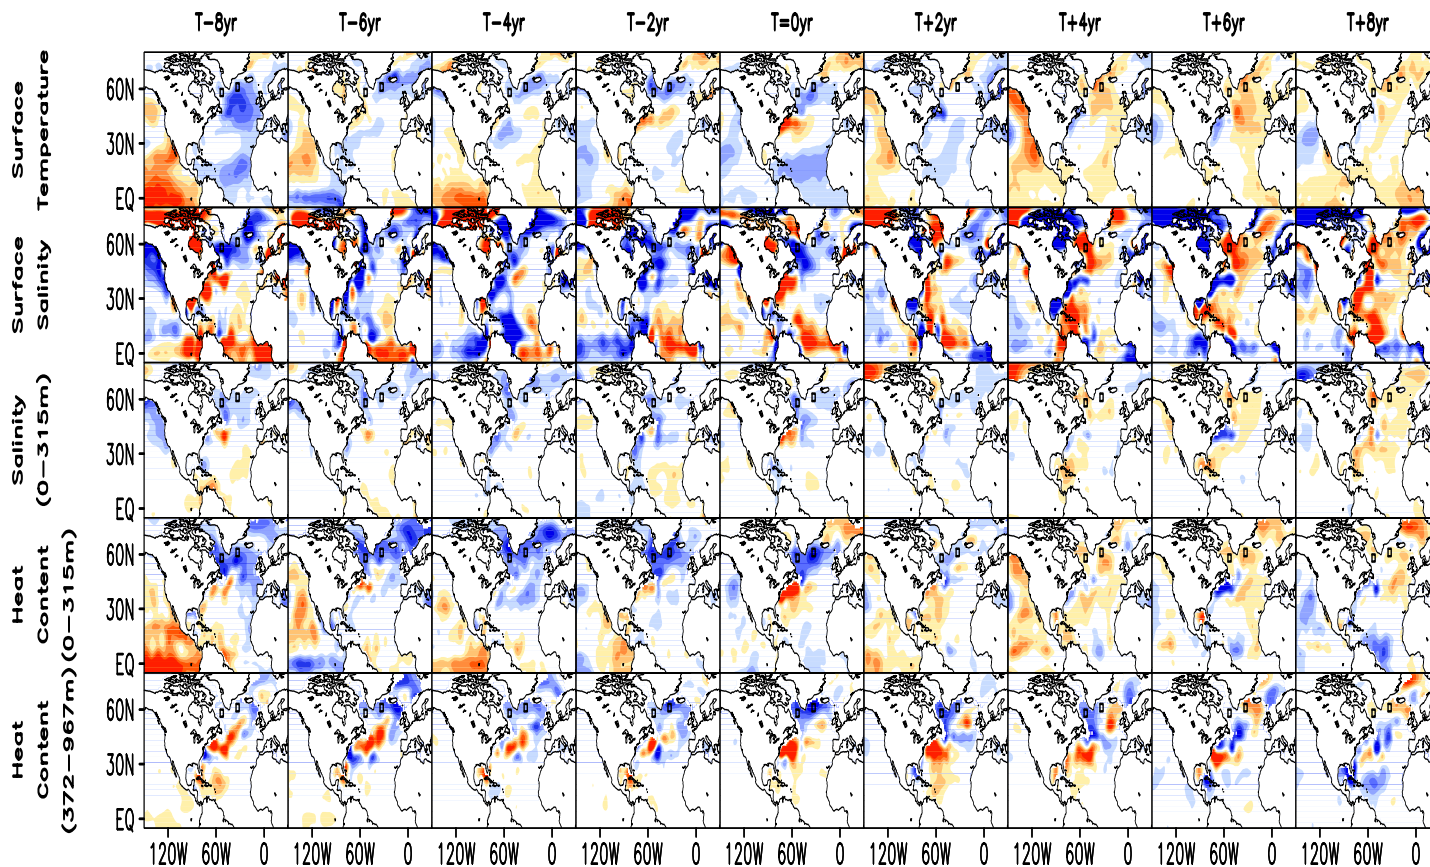 T−8yr T−6yr T−4yr T−2yr T=0yr T+2yr T+4yr T+6yr T+8yr
Surface
Temperature
60N
30N
EQ
Surface
Salinity
60N
30N
EQ
Salinity
(0−315m)
60N
30N
EQ
Heat
Content
(0−315m)
60N
30N
EQ
Heat
Content
(372−967m)
60N
30N
EQ
120W 60W 0 120W 60W 0 120W 60W 0 120W 60W 0 120W 60W 0 120W 60W 0 120W 60W 0 120W 60W 0 120W 60W 0